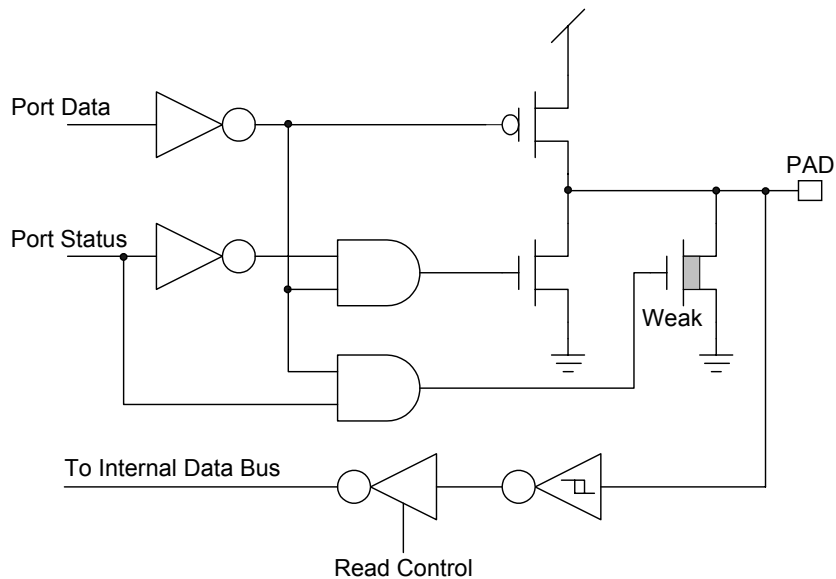 Port Data
PAD
Port Status
Weak
To Internal Data Bus
Read Control